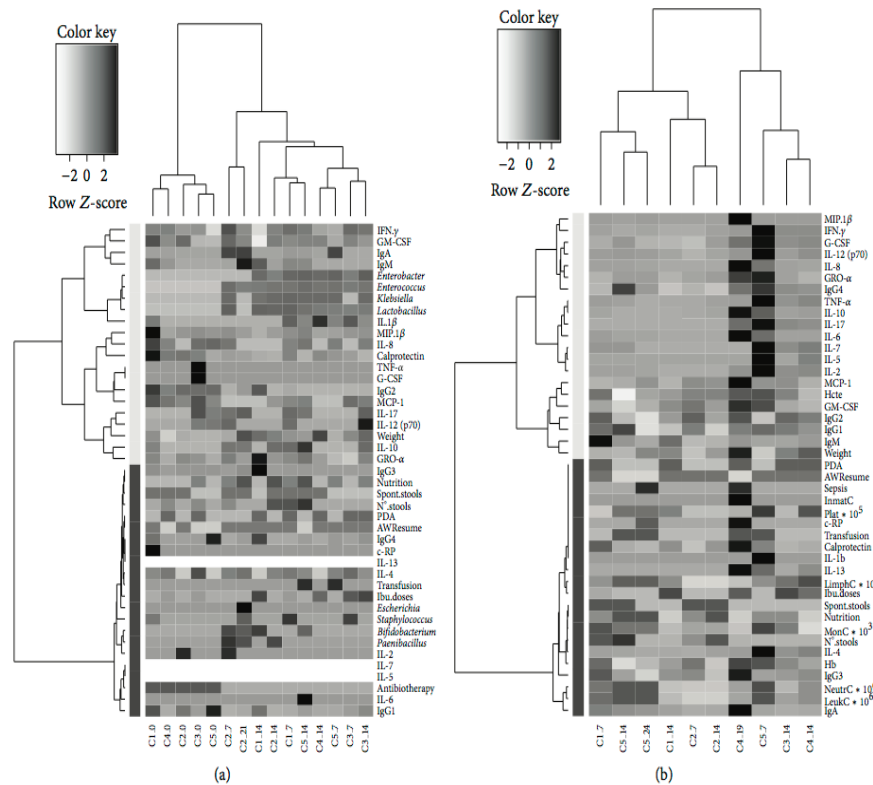 Color key
−2 0 2
Row Z-score
IFN.γ
GM-CSF
IgA
IgM
Enterobacter
Enterococcus
Klebsiella
Lactobacillus
IL.1β
MIP.1β
IL-8
Calprotectin
TNF-α
G-CSF
IgG2
MCP-1
IL-17
IL-12 (p70)
Weight
IL-10
GRO-α
IgG3
Nutrition
Spont.stools
N°.stools
PDA
AWResume
IgG4
c-RP
IL-13
IL-4
Transfusion
Ibu.doses
Escherichia
Staphylococcus
Bifidobacterium
Paenibacillus
IL-2
IL-7
IL-5
Antibiotherapy
IL-6
IgG1
C1.0 C4.0 C2.0 C3.0 C5.0 C2.7 C2.21 C1.14 C2.14 C1.7 C5.14 C4.14 C5.7 C3.7 C3.14
(a)
Color key
−2 0 2
Row Z-score
MIP.1β
IFN.γ
G-CSF
IL-12 (p70)
IL-8
GRO-α
IgG4
TNF-α
IL-10
IL-17
IL-6
IL-7
IL-5
IL-2
MCP-1
Hcte
GM-CSF
IgG2
IgG1
IgM
Weight
PDA
AWResume
Sepsis
InmatC
Plat * 10⁵
c-RP
Transfusion
Calprotectin
IL-1b
IL-13
LimphC * 10
Ibu.doses
Spont.stools
Nutrition
MonC * 10³
N°.stools
IL-4
Hb
IgG3
NeutrC * 10⁶
LeukC * 10⁶
IgA
C1.7 C5.14 C5.24 C1.14 C2.7 C2.14 C4.19 C5.7 C3.14 C4.14
(b)